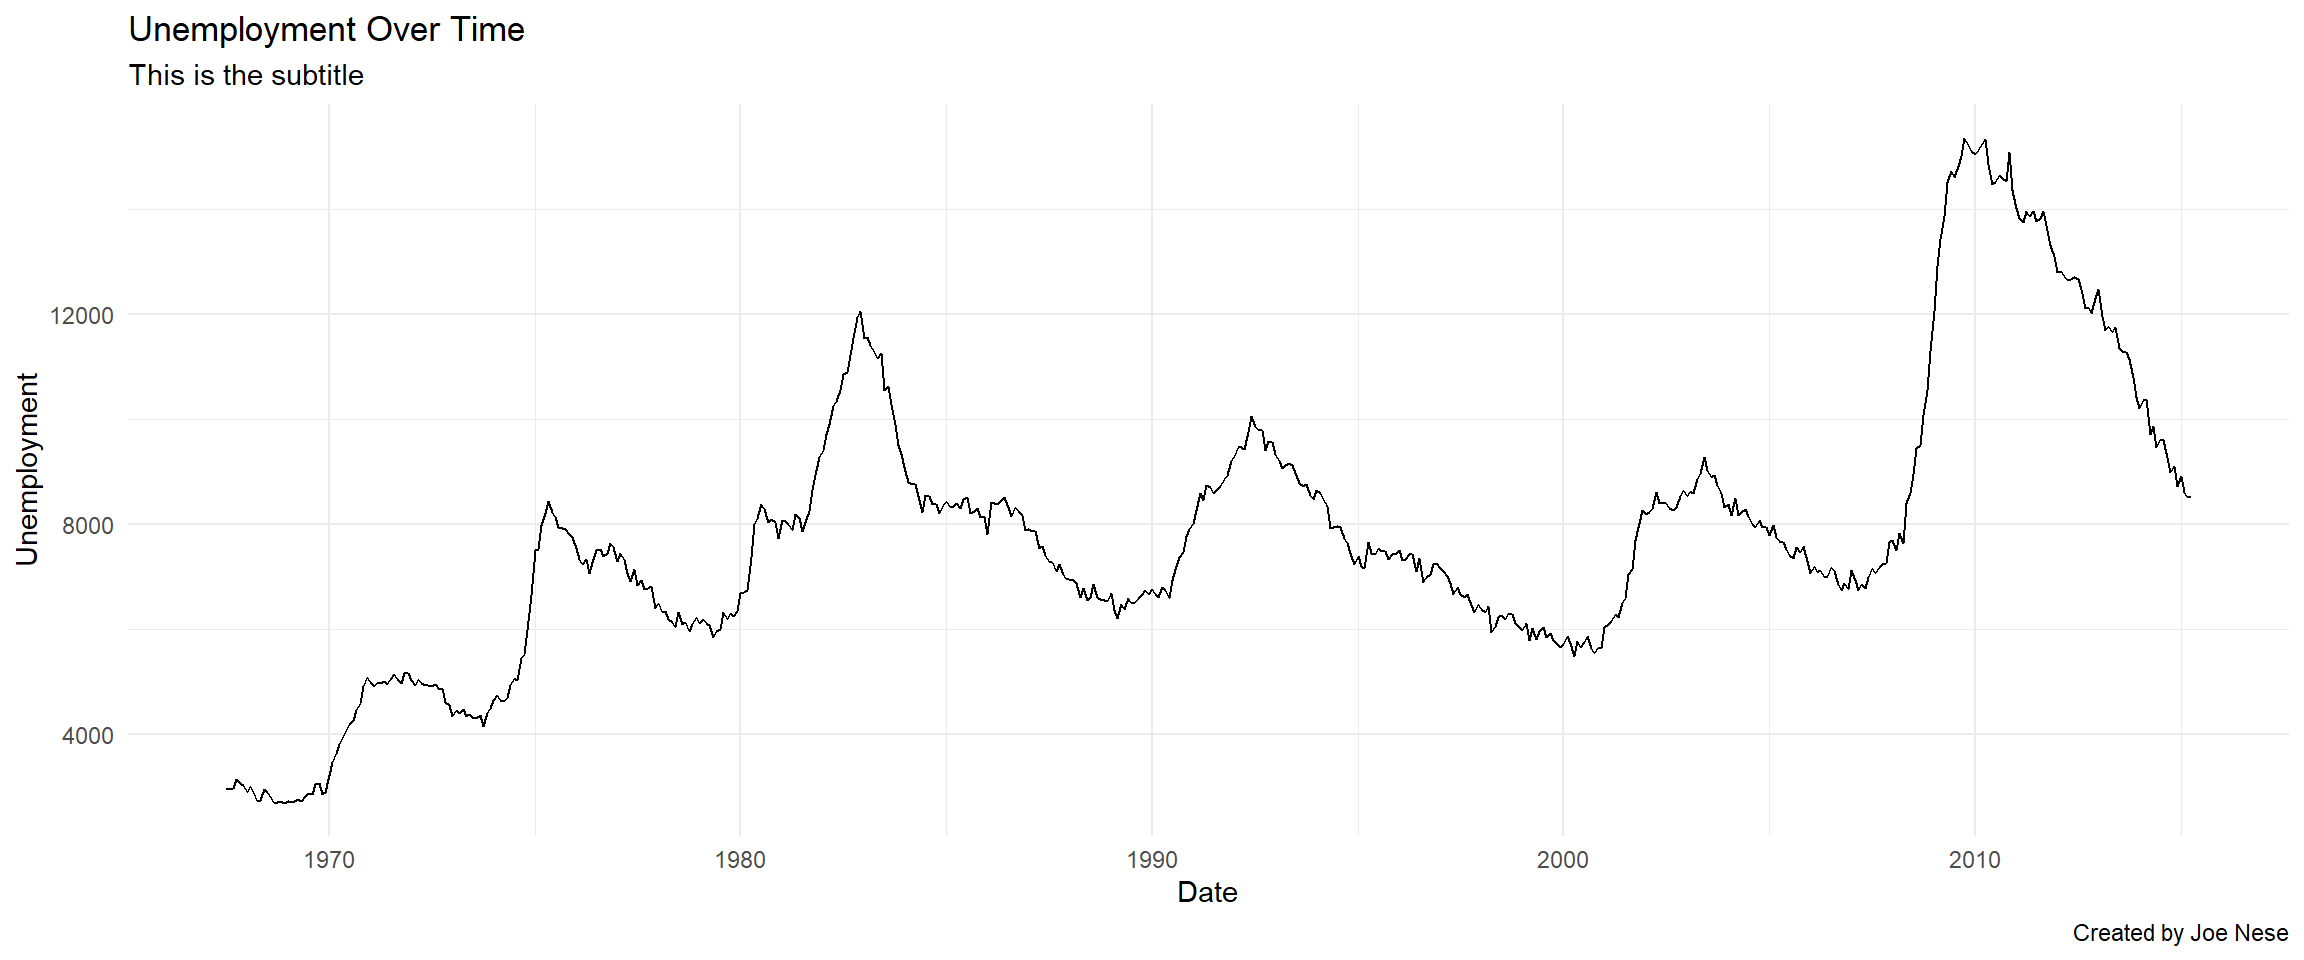 Unemployment Over Time
This is the subtitle
Unemployment
12000
8000
4000
1970 1980 1990 2000 2010
Date
Created by Joe Nese